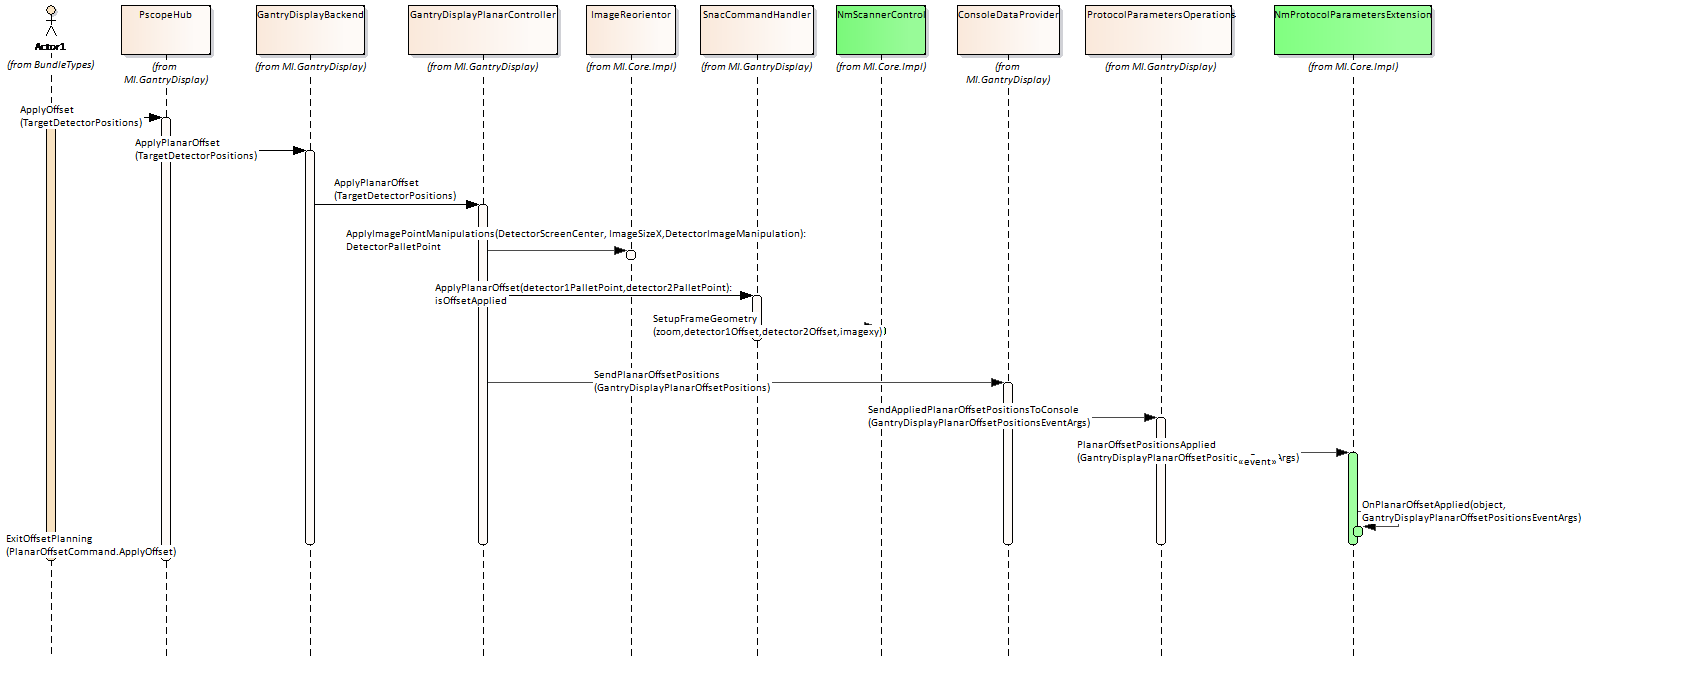 PscopeHub
GantryDisplayBackend
GantryDisplayPlanarController
ImageReorientor
SnacCommandHandler
NmScannerControl
ConsoleDataProvider
ProtocolParametersOperations
NmProtocolParametersExtension
Actor1
(from BundleTypes)
(from
MI.GantryDisplay)
(from MI.GantryDisplay)
(from MI.GantryDisplay)
(from MI.Core.Impl)
(from MI.GantryDisplay)
(from MI.Core.Impl)
(from
MI.GantryDisplay)
(from MI.GantryDisplay)
(from MI.Core.Impl)
ApplyOffset
(TargetDetectorPositions)
ApplyPlanarOffset
(TargetDetectorPositions)
ApplyPlanarOffset
(TargetDetectorPositions)
ApplyImagePointManipulations(DetectorScreenCenter, ImageSizeX,DetectorImageManipulation):
DetectorPalletPoint
ApplyPlanarOffset(detector1PalletPoint,detector2PalletPoint):
isOffsetApplied
SetupFrameGeometry
(zoom,detector1Offset,detector2Offset,imagexy)
SendPlanarOffsetPositions
(GantryDisplayPlanarOffsetPositions)
SendAppliedPlanarOffsetPositionsToConsole
(GantryDisplayPlanarOffsetPositionsEventArgs)
PlanarOffsetPositionsApplied
(GantryDisplayPlanarOffsetPositic «event» rgs)
OnPlanarOffsetApplied(object,
GantryDisplayPlanarOffsetPositionsEventArgs)
ExitOffsetPlanning
(PlanarOffsetCommand.ApplyOffset)